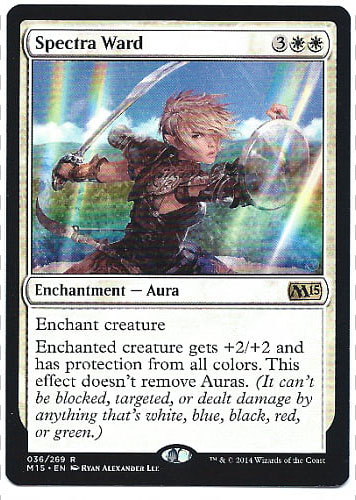 Spectra Ward 3
Enchantment — Aura M15
Enchant creature
Enchanted creature gets +2/+2 and
has protection from all colors. This
effect doesn't remove Auras. (It can't
be blocked, targeted, or dealt damage by
anything that's white, blue, black, red,
or green.)
036/269 R
M15 • EN RYAN ALEXANDER LEE
™ & © 2014 Wizards of the Coast